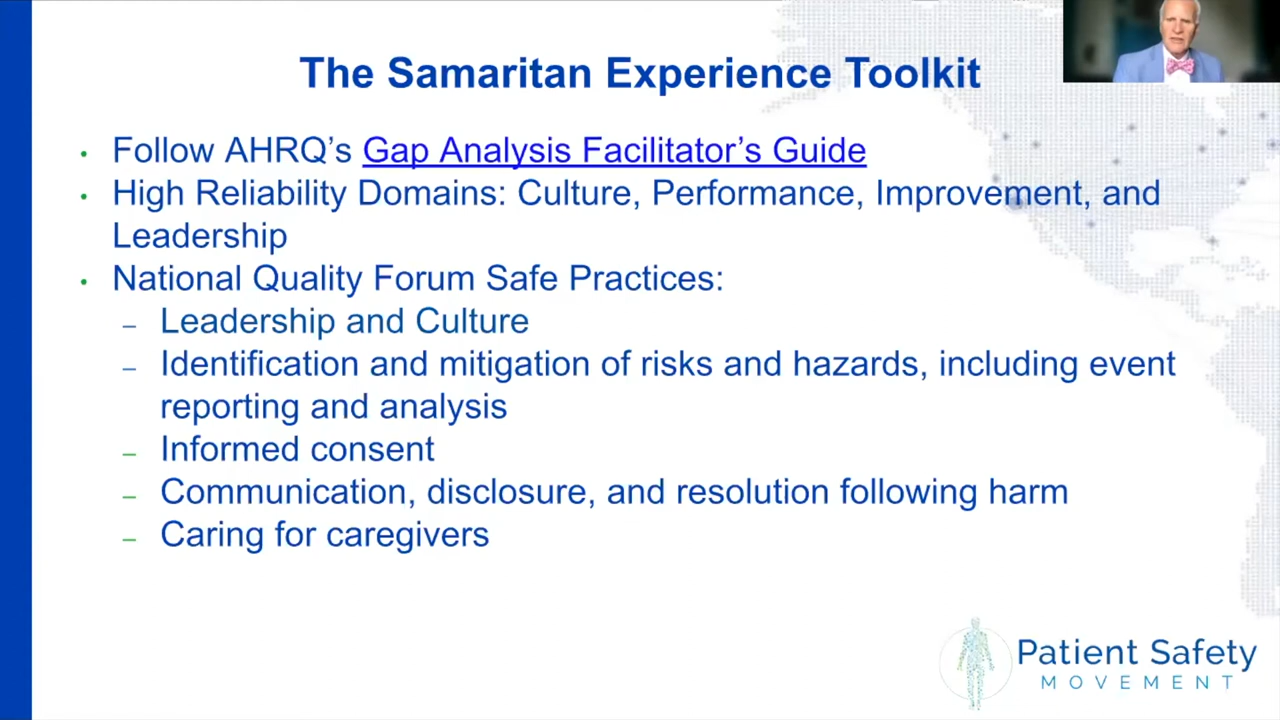 The Samaritan Experience Toolkit
• Follow AHRQ’s Gap Analysis Facilitator’s Guide
• High Reliability Domains: Culture, Performance, Improvement, and
Leadership
• National Quality Forum Safe Practices:
– Leadership and Culture
– Identification and mitigation of risks and hazards, including event
reporting and analysis
– Informed consent
– Communication, disclosure, and resolution following harm
– Caring for caregivers
Patient Safety
MOVEMENT